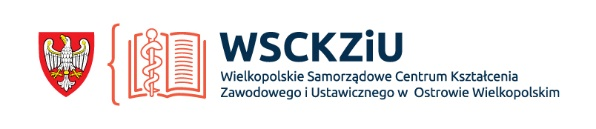 WSCKZiU
Wielkopolskie Samorządowe Centrum Kształcenia
Zawodowego i Ustawicznego w Ostrowie Wielkopolskim